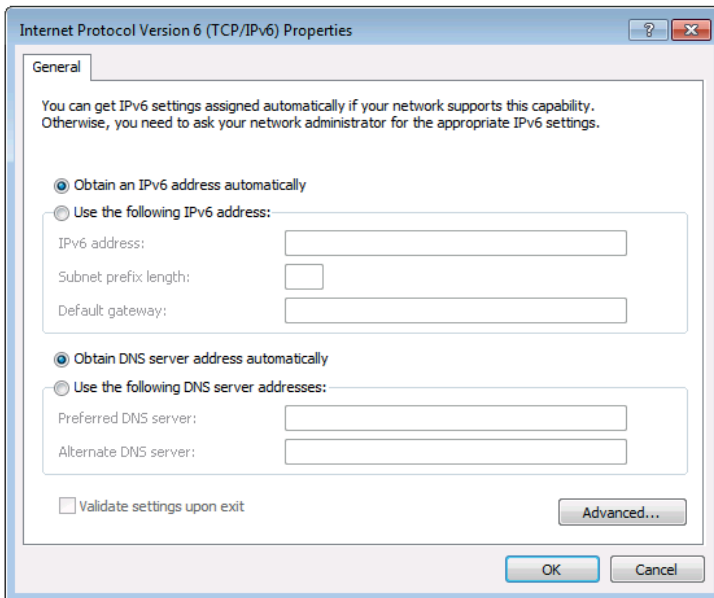 Internet Protocol Version 6 (TCP/IPv6) Properties
?
General
You can get IPv6 settings assigned automatically if your network supports this capability.
Otherwise, you need to ask your network administrator for the appropriate IPv6 settings.
Obtain an IPv6 address automatically
Use the following IPv6 address:
IPv6 address:
Subnet prefix length:
Default gateway:
Obtain DNS server address automatically
Use the following DNS server addresses:
Preferred DNS server:
Alternate DNS server:
Validate settings upon exit
Advanced...
OK
Cancel